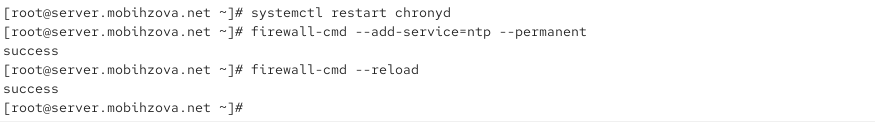 [root@server.mobihzova.net ~]# systemctl restart chronyd
[root@server.mobihzova.net ~]# firewall-cmd --add-service=ntp --permanent
success
[root@server.mobihzova.net ~]# firewall-cmd --reload
success
[root@server.mobihzova.net ~]#